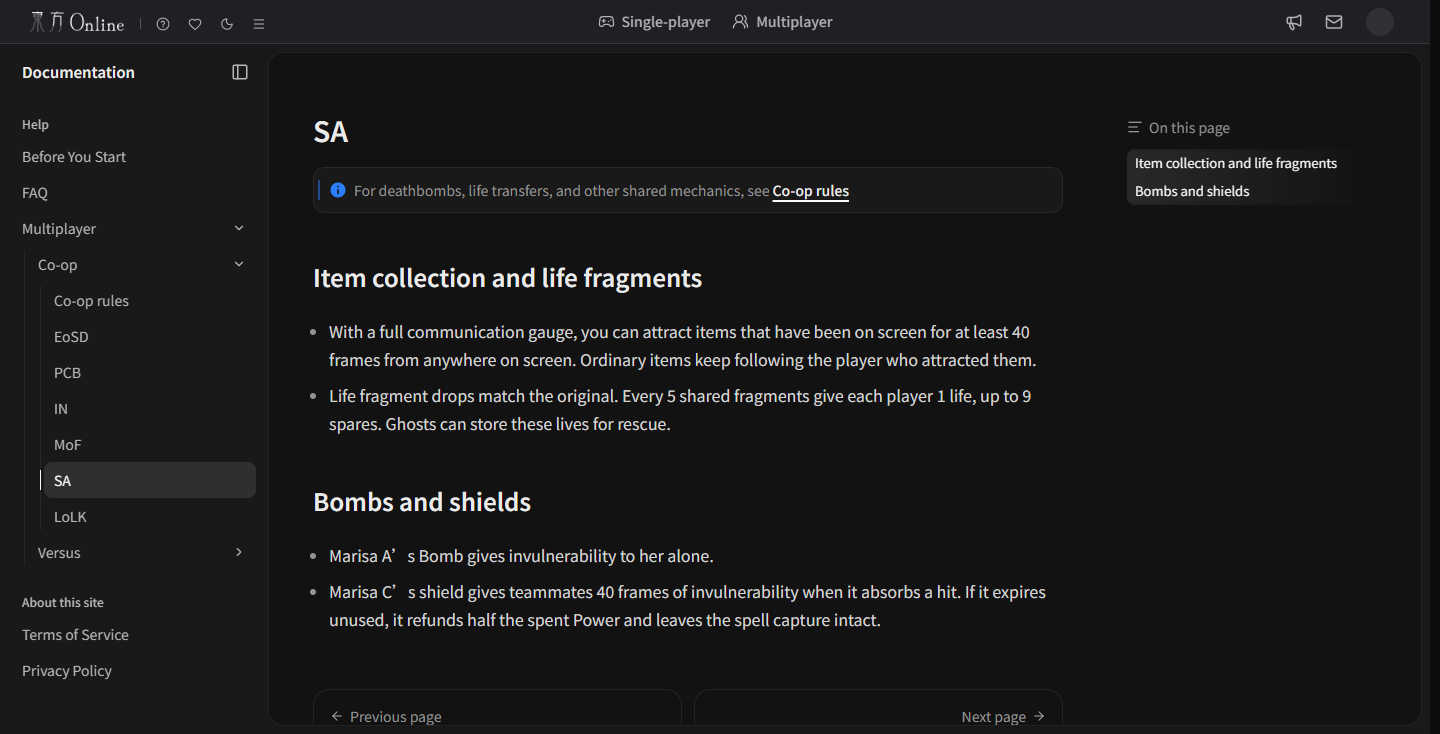 東方Online
Single-player
Multiplayer
Documentation
Help
Before You Start
FAQ
Multiplayer
Co-op
Co-op rules
EoSD
PCB
IN
MoF
SA
LoLK
Versus
About this site
Terms of Service
Privacy Policy
SA
For deathbombs, life transfers, and other shared mechanics, see Co-op rules
Item collection and life fragments
With a full communication gauge, you can attract items that have been on screen for at least 40
frames from anywhere on screen. Ordinary items keep following the player who attracted them.
Life fragment drops match the original. Every 5 shared fragments give each player 1 life, up to 9
spares. Ghosts can store these lives for rescue.
Bombs and shields
Marisa A’s Bomb gives invulnerability to her alone.
Marisa C’s shield gives teammates 40 frames of invulnerability when it absorbs a hit. If it expires
unused, it refunds half the spent Power and leaves the spell capture intact.
Previous page
Next page
On this page
Item collection and life fragments
Bombs and shields